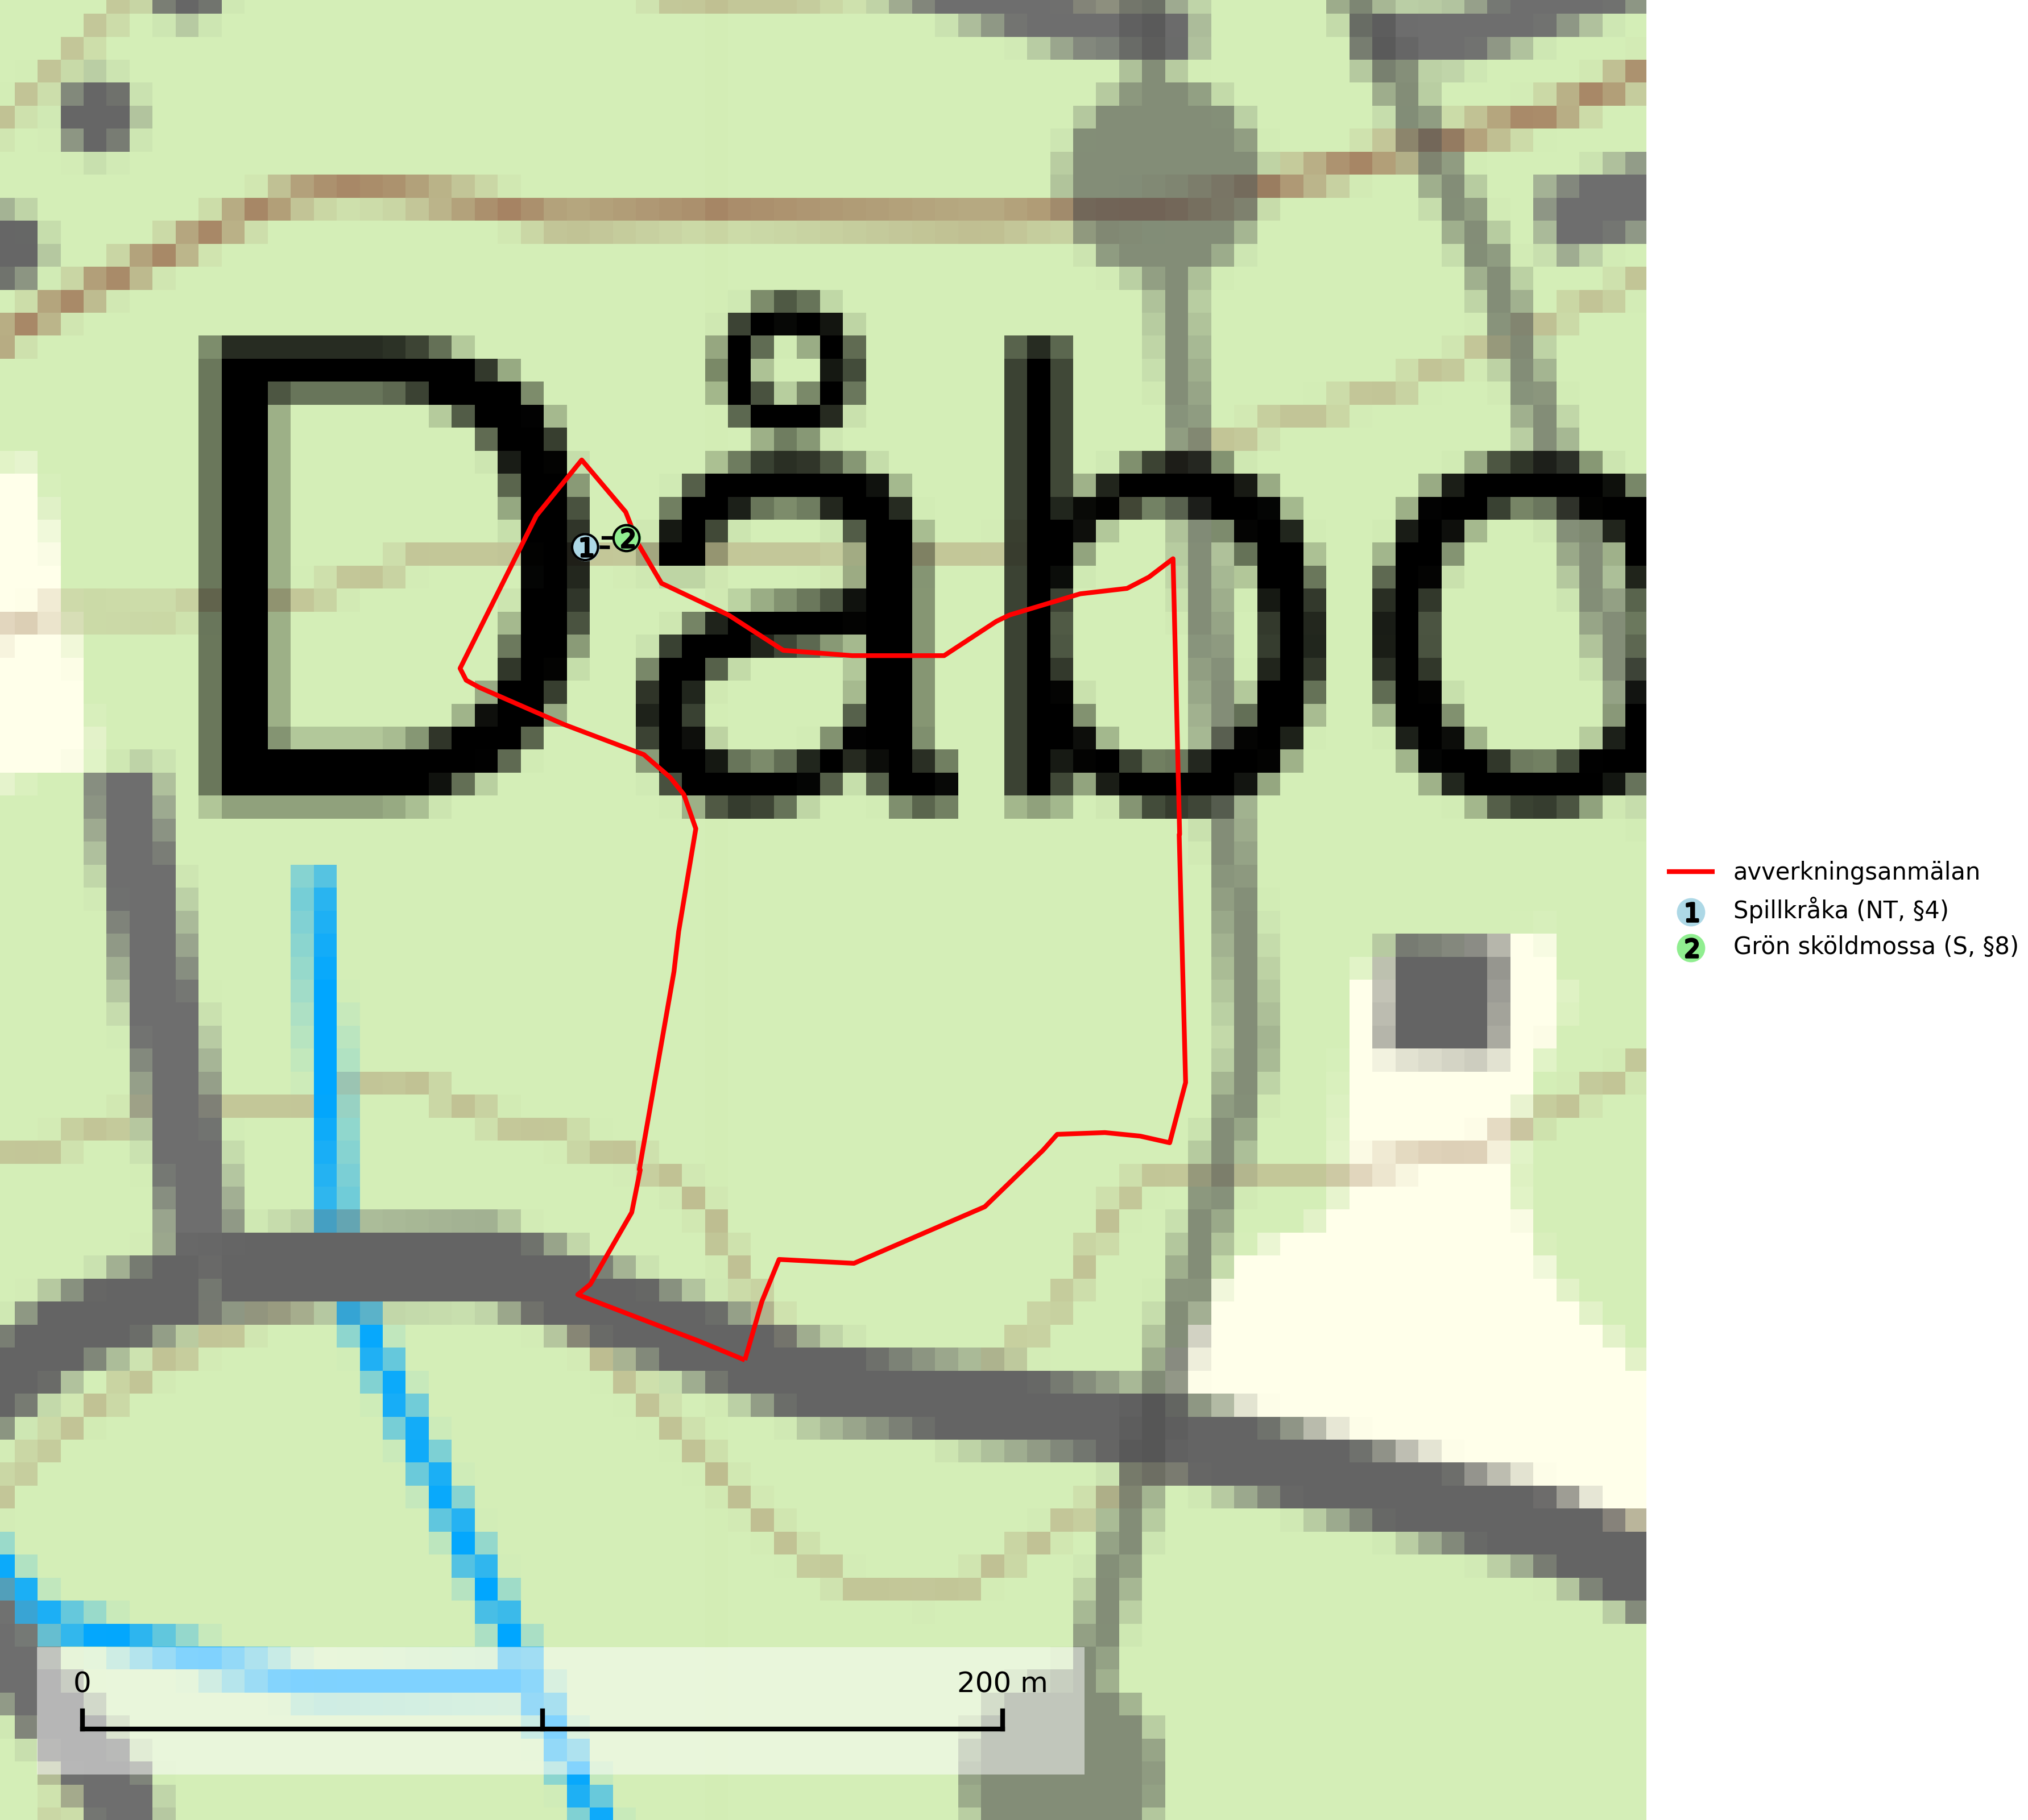 Dåbo
1
2
avverkningsanmälan
1 Spillkråka (NT, §4)
2 Grön sköldmossa (S, §8)
0 200 m